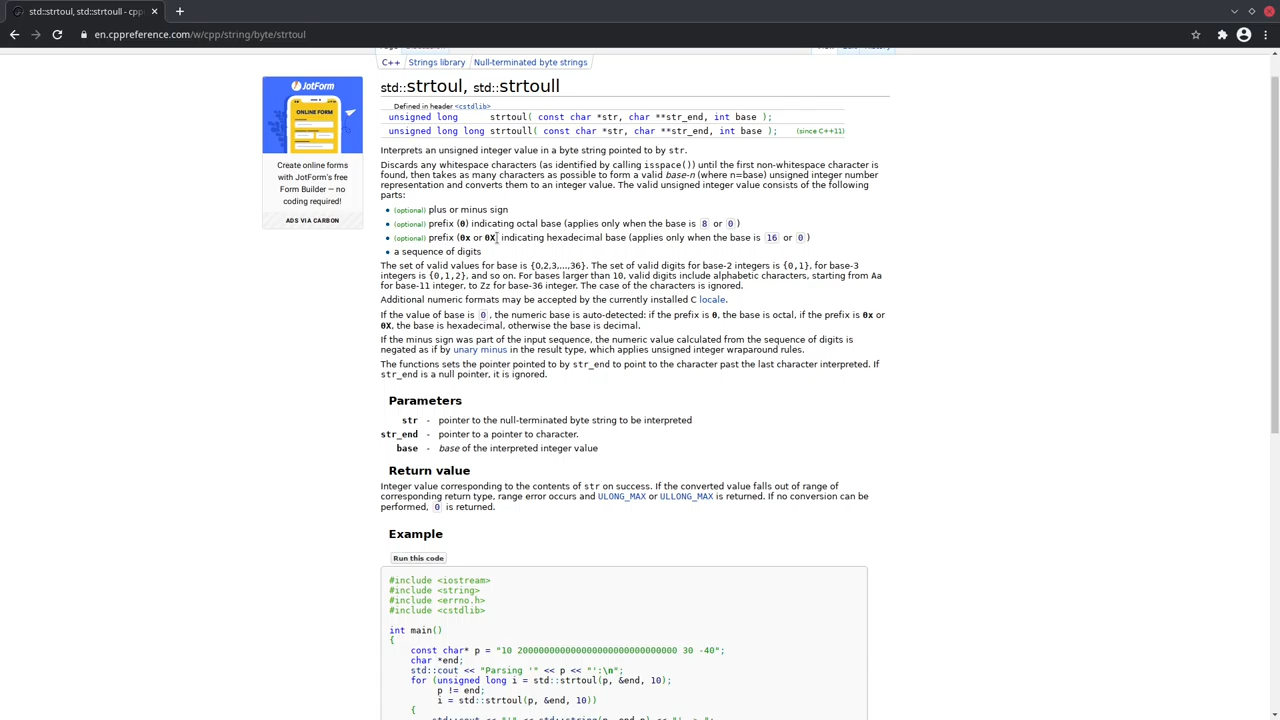 std::strtoul, std::strtoull - cpp
en.cppreference.com/w/cpp/string/byte/strtoul
C++
Strings library
Null-terminated byte strings
JotForm
ONLINE FORM
Create online forms
with JotForm's free
Form Builder — no
coding required!
ADS VIA CARBON
std::strtoul, std::strtoull
Defined in header <cstdlib>
unsigned long strtoul( const char *str, char **str_end, int base );
unsigned long long strtoull( const char *str, char **str_end, int base ); (since C++11)
Interprets an unsigned integer value in a byte string pointed to by str.
Discards any whitespace characters (as identified by calling isspace()) until the first non-whitespace character is
found, then takes as many characters as possible to form a valid base-n (where n=base) unsigned integer number
representation and converts them to an integer value. The valid unsigned integer value consists of the following
parts:
(optional) plus or minus sign
(optional) prefix (0) indicating octal base (applies only when the base is 8 or 0)
(optional) prefix (0x or 0X) indicating hexadecimal base (applies only when the base is 16 or 0)
a sequence of digits
The set of valid values for base is {0,2,3,...,36}. The set of valid digits for base-2 integers is {0,1}, for base-3
integers is {0,1,2}, and so on. For bases larger than 10, valid digits include alphabetic characters, starting from Aa
for base-11 integer, to Zz for base-36 integer. The case of the characters is ignored.
Additional numeric formats may be accepted by the currently installed C locale.
If the value of base is 0, the numeric base is auto-detected: if the prefix is 0, the base is octal, if the prefix is 0x or
0X, the base is hexadecimal, otherwise the base is decimal.
If the minus sign was part of the input sequence, the numeric value calculated from the sequence of digits is
negated as if by unary minus in the result type, which applies unsigned integer wraparound rules.
The functions sets the pointer pointed to by str_end to point to the character past the last character interpreted. If
str_end is a null pointer, it is ignored.
Parameters
str - pointer to the null-terminated byte string to be interpreted
str_end - pointer to a pointer to character.
base - base of the interpreted integer value
Return value
Integer value corresponding to the contents of str on success. If the converted value falls out of range of
corresponding return type, range error occurs and ULONG_MAX or ULLONG_MAX is returned. If no conversion can be
performed, 0 is returned.
Example
Run this code
#include <iostream>
#include <string>
#include <errno.h>
#include <cstdlib>
int main()
{
const char* p = "10 200000000000000000000000000000 30 -40";
char *end;
std::cout << "Parsing '" << p << "':\n";
for (unsigned long i = std::strtoul(p, &end, 10);
p != end;
i = std::strtoul(p, &end, 10))
{